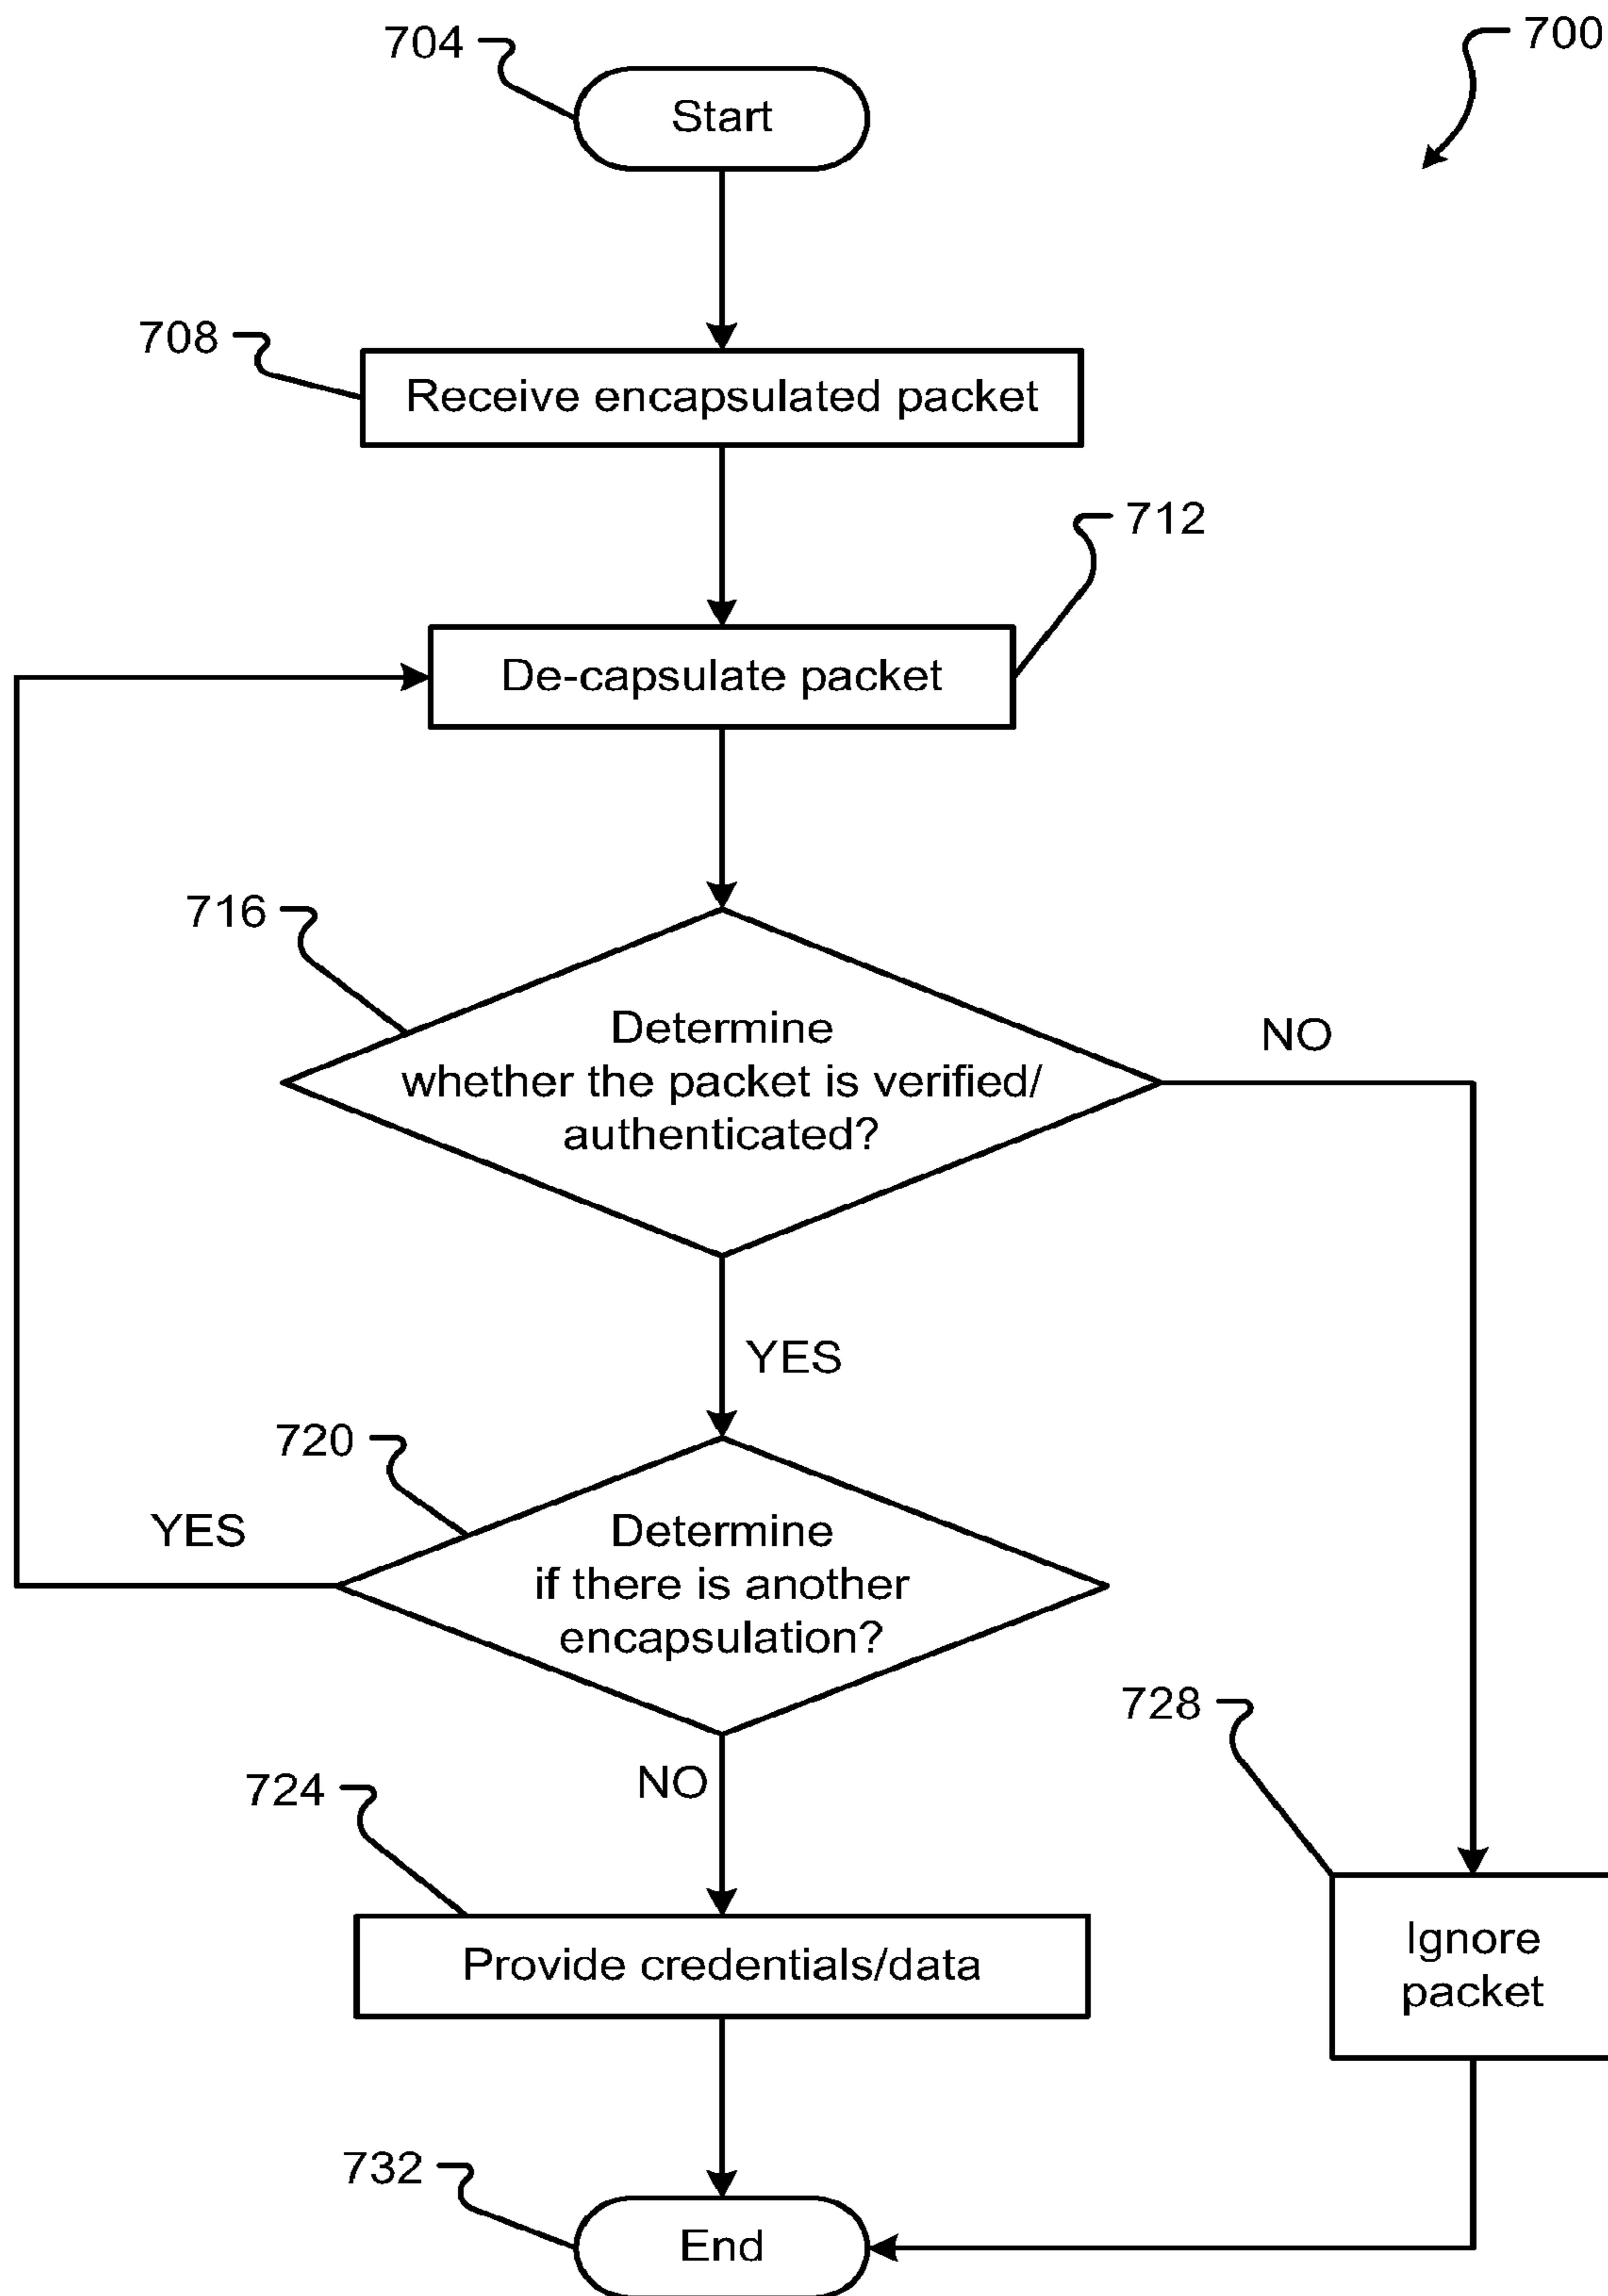 704
700
Start
708
Receive encapsulated packet
712
De-capsulate packet
716
Determine
whether the packet is verified/
authenticated?
NO
YES
720
YES
Determine
if there is another
encapsulation?
728
NO
724
Ignore
packet
Provide credentials/data
732
End